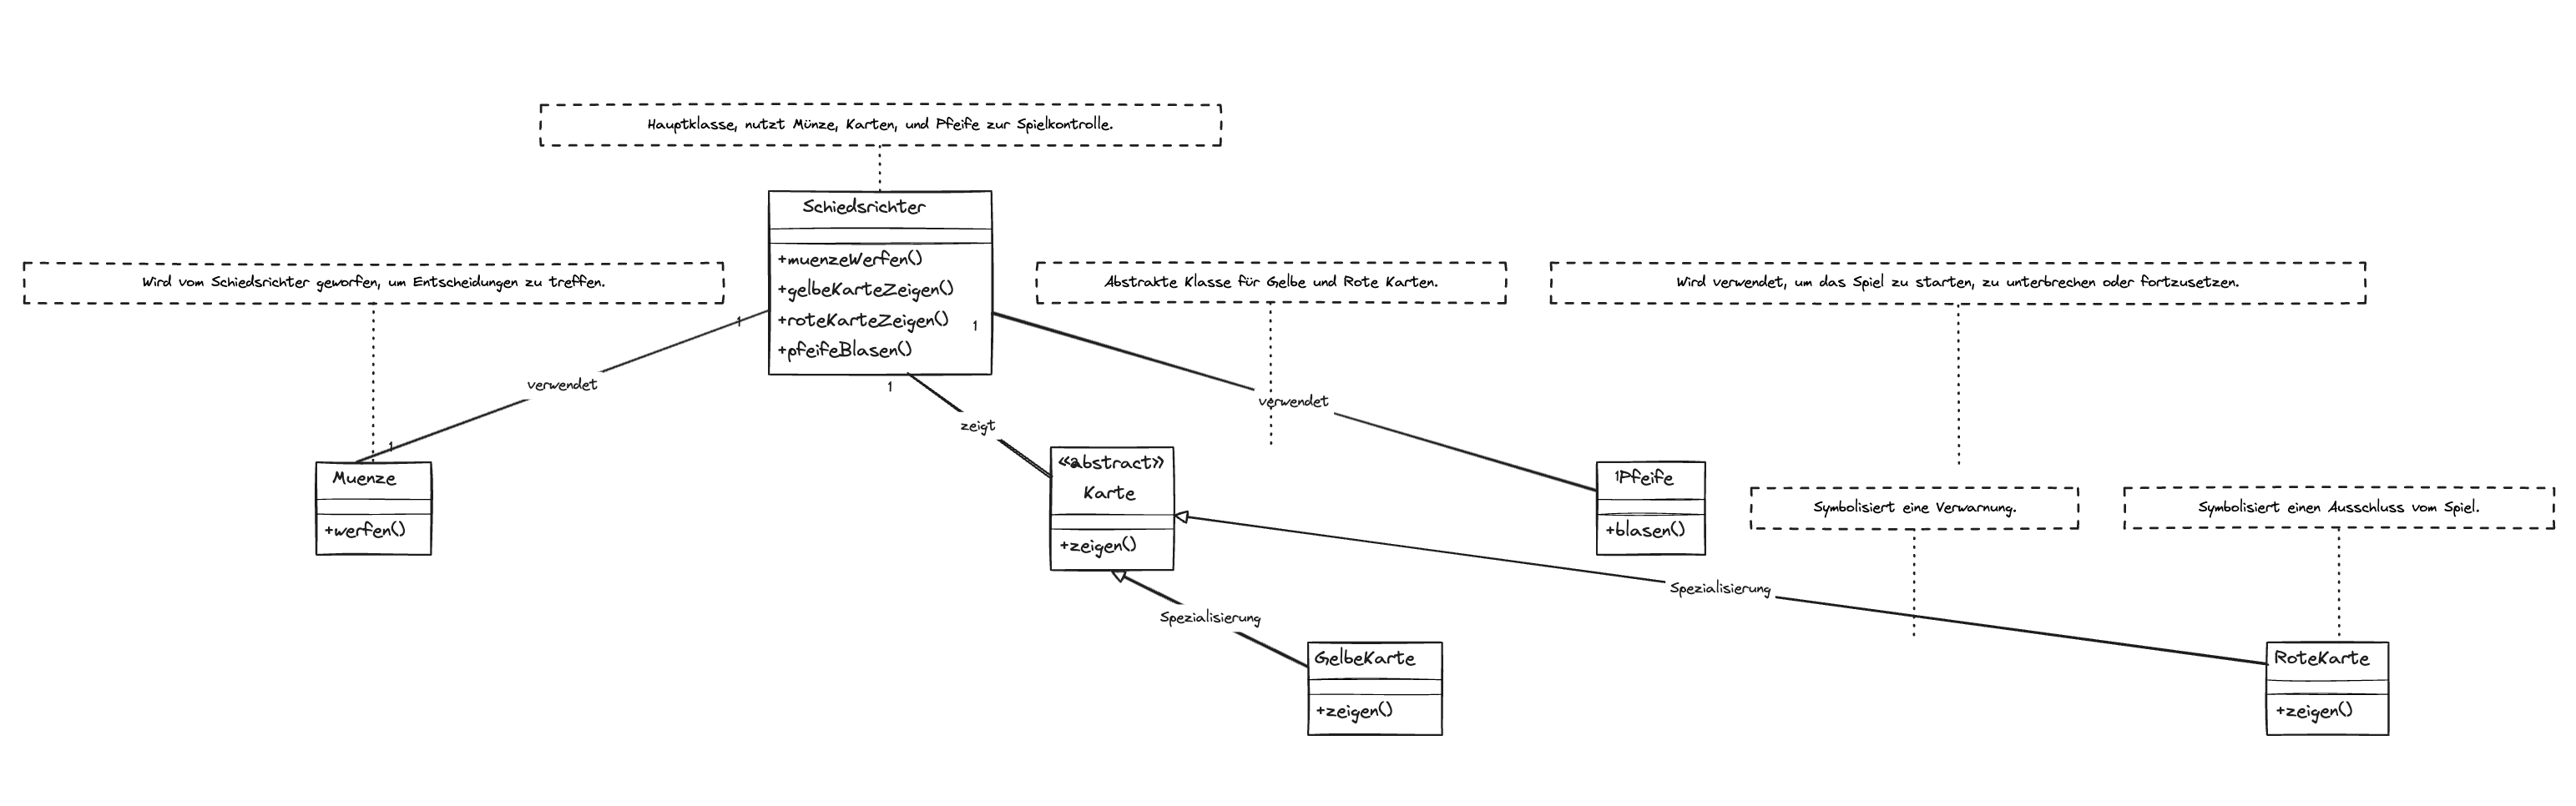 Hauptklasse, nutzt Münze, Karten, und Pfeife zur Spielkontrolle.
Schiedsrichter
+muenzeWerfen()
+gelbeKarteZeigen()
+roteKarteZeigen()
+pfeifeBlasen()
Wird vom Schiedsrichter geworfen, um Entscheidungen zu treffen.
Abstrakte Klasse für Gelbe und Rote Karten.
Wird verwendet, um das Spiel zu starten, zu unterbrechen oder fortzusetzen.
1
1
1
verwendet
zeigt
verwendet
1
Muenze
+werfen()
«abstract»
Karte
+zeigen()
1
Pfeife
+blasen()
Symbolisiert eine Verwarnung.
Symbolisiert einen Ausschluss vom Spiel.
Spezialisierung
Spezialisierung
GelbeKarte
+zeigen()
RoteKarte
+zeigen()